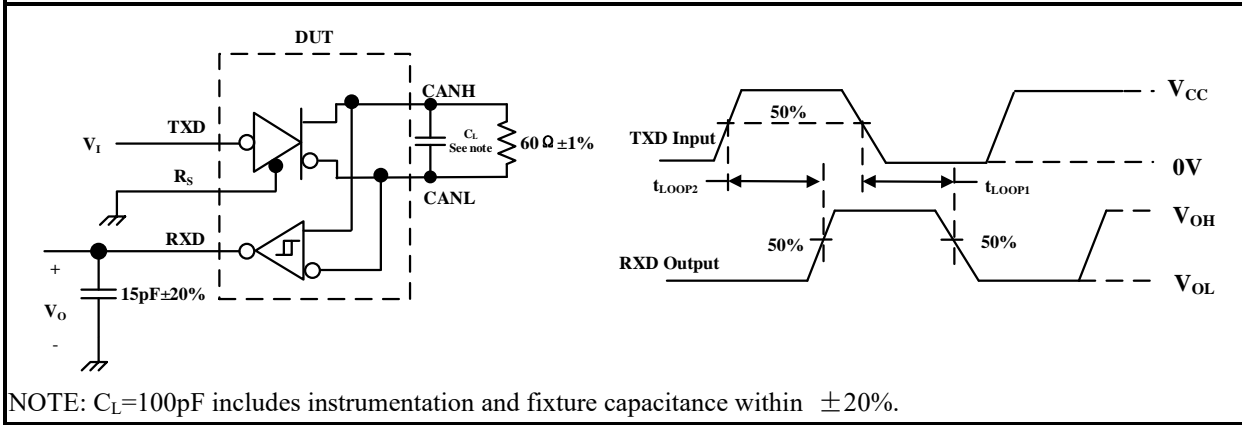 DUT
CANH
TXD
V_I
C_L
See note
60Ω±1%
R_S
CANL
RXD
+
15pF±20%
V_O
-
50%
V_CC
TXD Input
0V
t_LOOP2
t_LOOP1
V_OH
50%
50%
RXD Output
V_OL
NOTE: C_L=100pF includes instrumentation and fixture capacitance within ±20%.